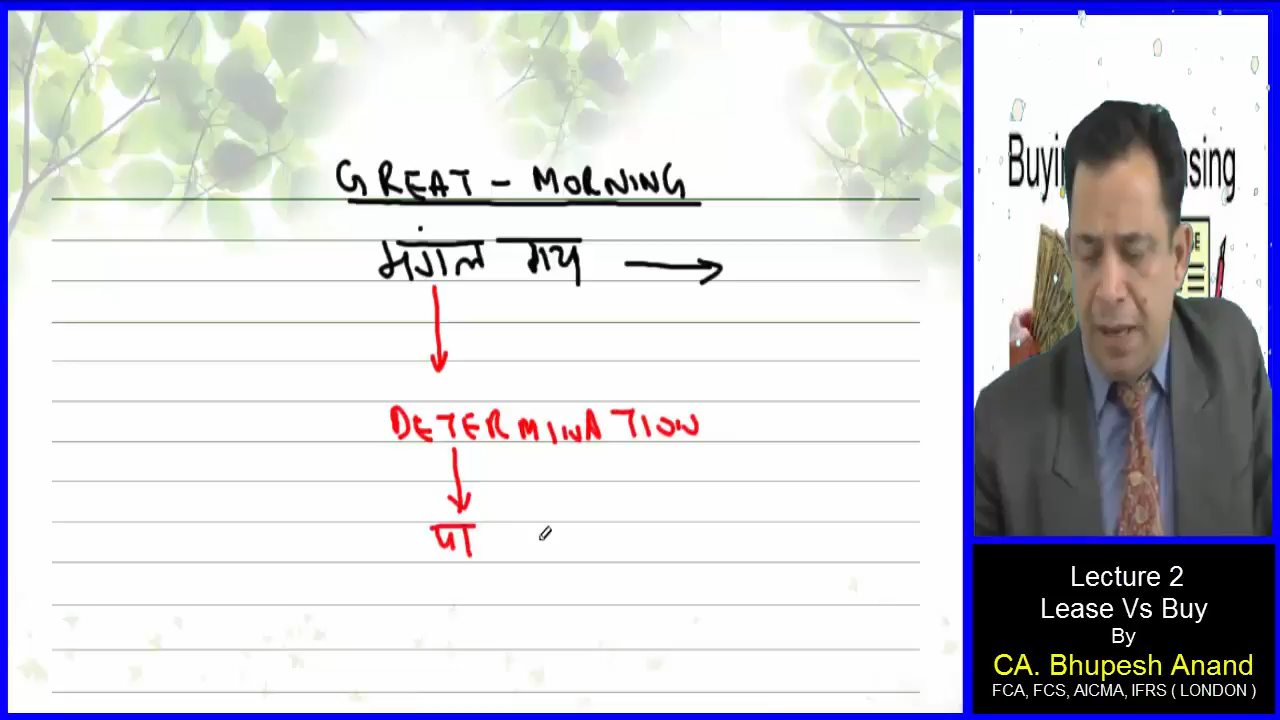 GREAT - MORNING
मंगल मय
DETERMINATION
पा
Lecture 2
Lease Vs Buy
By
CA. Bhupesh Anand
FCA, FCS, AICMA, IFRS ( LONDON )